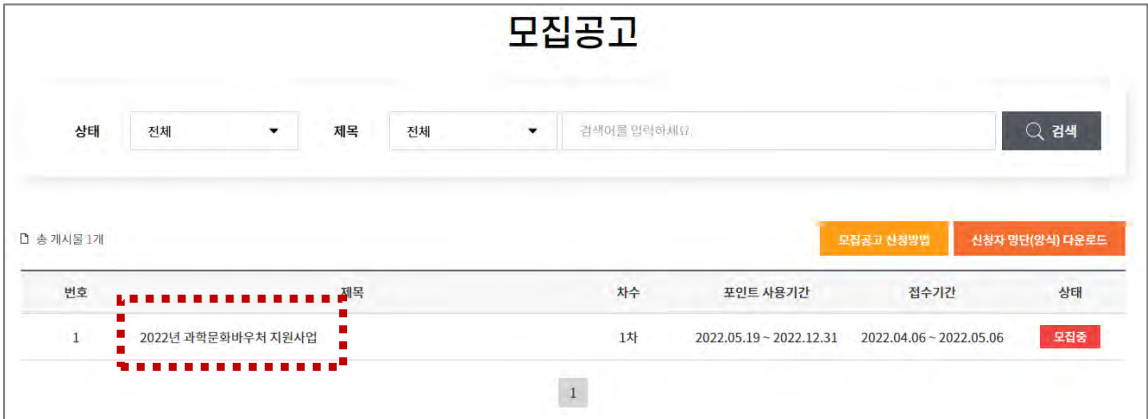 모집공고
상태 전체 제목 전체 검색어를 입력하세요. 검색
총 게시물 1개 모집공고 신청방법 신청자 명단(양식) 다운로드
번호 제목 차수 포인트 사용기간 접수기간 상태
1 2022년 과학문화바우처 지원사업 1차 2022.05.19 ~ 2022.12.31 2022.04.06 ~ 2022.05.06 모집중
1